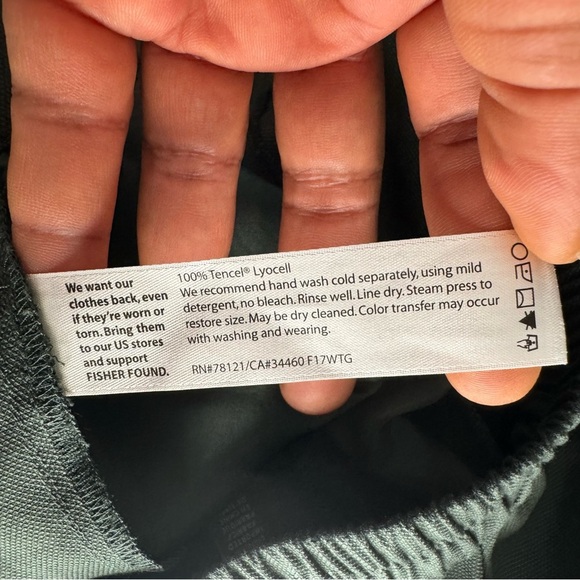 We want our
clothes back, even
if they're worn or
torn. Bring them
to our US stores
and support
FISHER FOUND.
100% Tencel® Lyocell
We recommend hand wash cold separately, using mild
detergent, no bleach. Rinse well. Line dry. Steam press to
restore size. May be dry cleaned. Color transfer may occur
with washing and wearing.
RN#78121/CA#34460 F17WTG